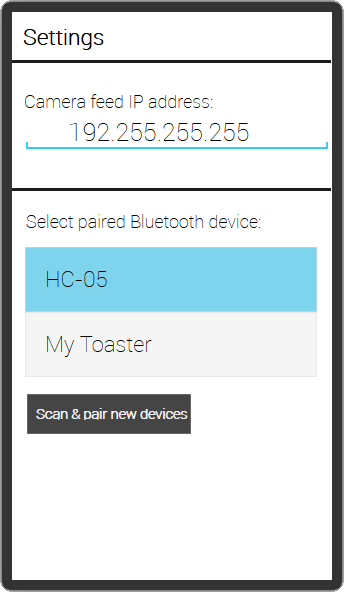 Settings
Camera feed IP address:
192.255.255.255
Select paired Bluetooth device:
HC-05
My Toaster
Scan & pair new devices